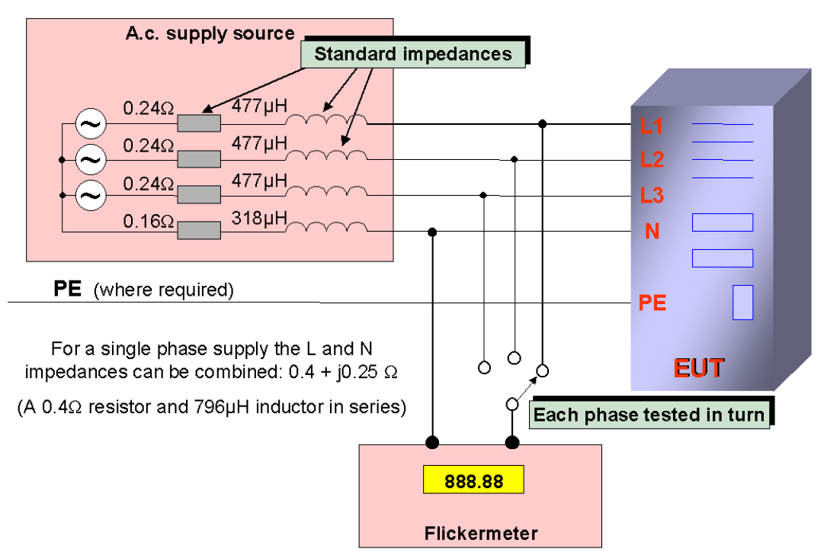 A.c. supply source
Standard impedances
0.24Ω 477µH
0.24Ω 477µH
0.24Ω 477µH
0.16Ω 318µH
L1
L2
L3
N
PE (where required)
PE
For a single phase supply the L and N
impedances can be combined: 0.4 + j0.25 Ω
(A 0.4Ω resistor and 796µH inductor in series)
EUT
Each phase tested in turn
888.88
Flickermeter